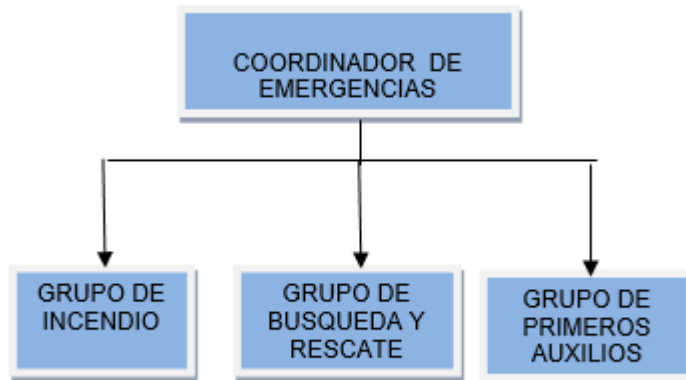 COORDINADOR DE
EMERGENCIAS
GRUPO DE
INCENDIO
GRUPO DE
BUSQUEDA Y
RESCATE
GRUPO DE
PRIMEROS
AUXILIOS